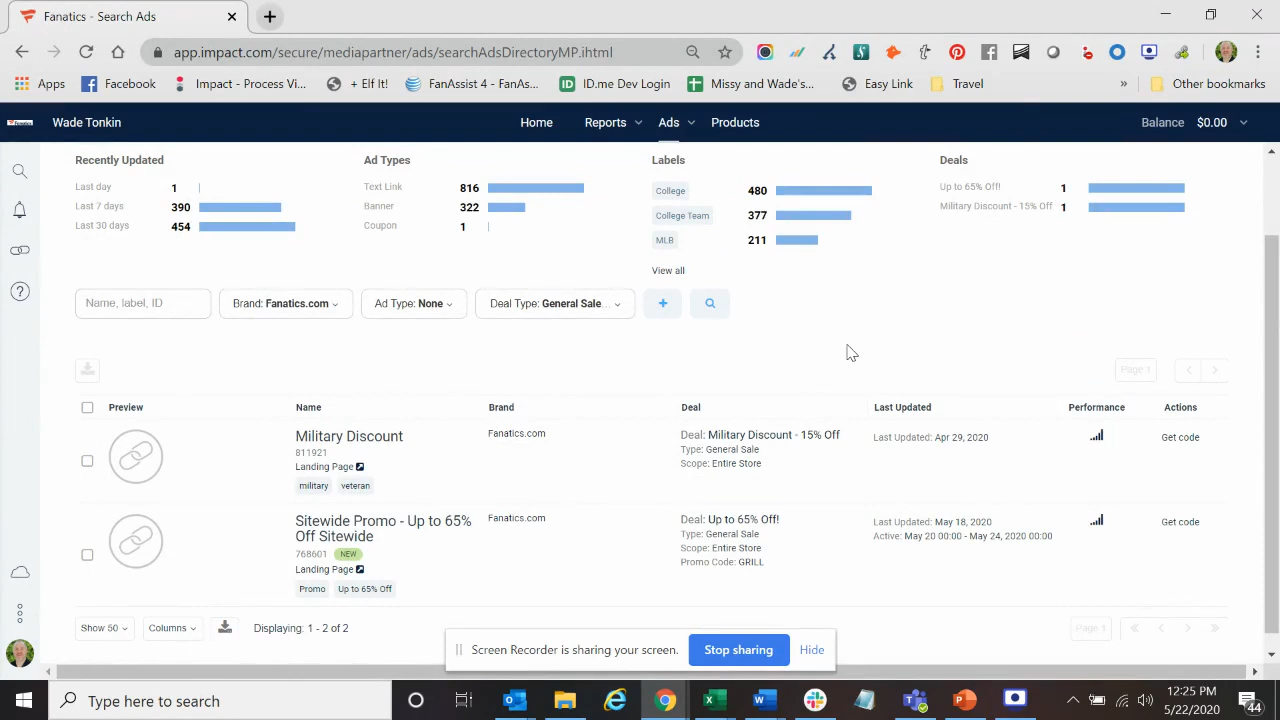 Fanatics - Search Ads
app.impact.com/secure/mediapartner/ads/searchAdsDirectoryMP.ihtml
Apps Facebook Impact - Process Vi... + Elf It! FanAssist 4 - FanAs... ID.me Dev Login Missy and Wade's... Easy Link Travel » Other bookmarks
Fanatics Wade Tonkin Home Reports Ads Products Balance $0.00
Recently Updated Ad Types Labels Deals
Last day 1
Last 7 days 390
Last 30 days 454
Text Link 816
Banner 322
Coupon 1
College 480
College Team 377
MLB 211
View all
Up to 65% Off! 1
Military Discount - 15% Off 1
Name, label, ID Brand: Fanatics.com Ad Type: None Deal Type: General Sale
Page 1
Preview Name Brand Deal Last Updated Performance Actions
Military Discount
811921
Landing Page
military veteran
Fanatics.com
Deal: Military Discount - 15% Off
Type: General Sale
Scope: Entire Store
Last Updated: Apr 29, 2020
Get code
Sitewide Promo - Up to 65%
Off Sitewide
768601 NEW
Landing Page
Promo Up to 65% Off
Fanatics.com
Deal: Up to 65% Off!
Type: General Sale
Scope: Entire Store
Promo Code: GRILL
Last Updated: May 18, 2020
Active: May 20 00:00 - May 24, 2020 00:00
Get code
Show 50 Columns Displaying: 1 - 2 of 2 Page 1
Screen Recorder is sharing your screen. Stop sharing Hide
Type here to search
12:25 PM
5/22/2020
44